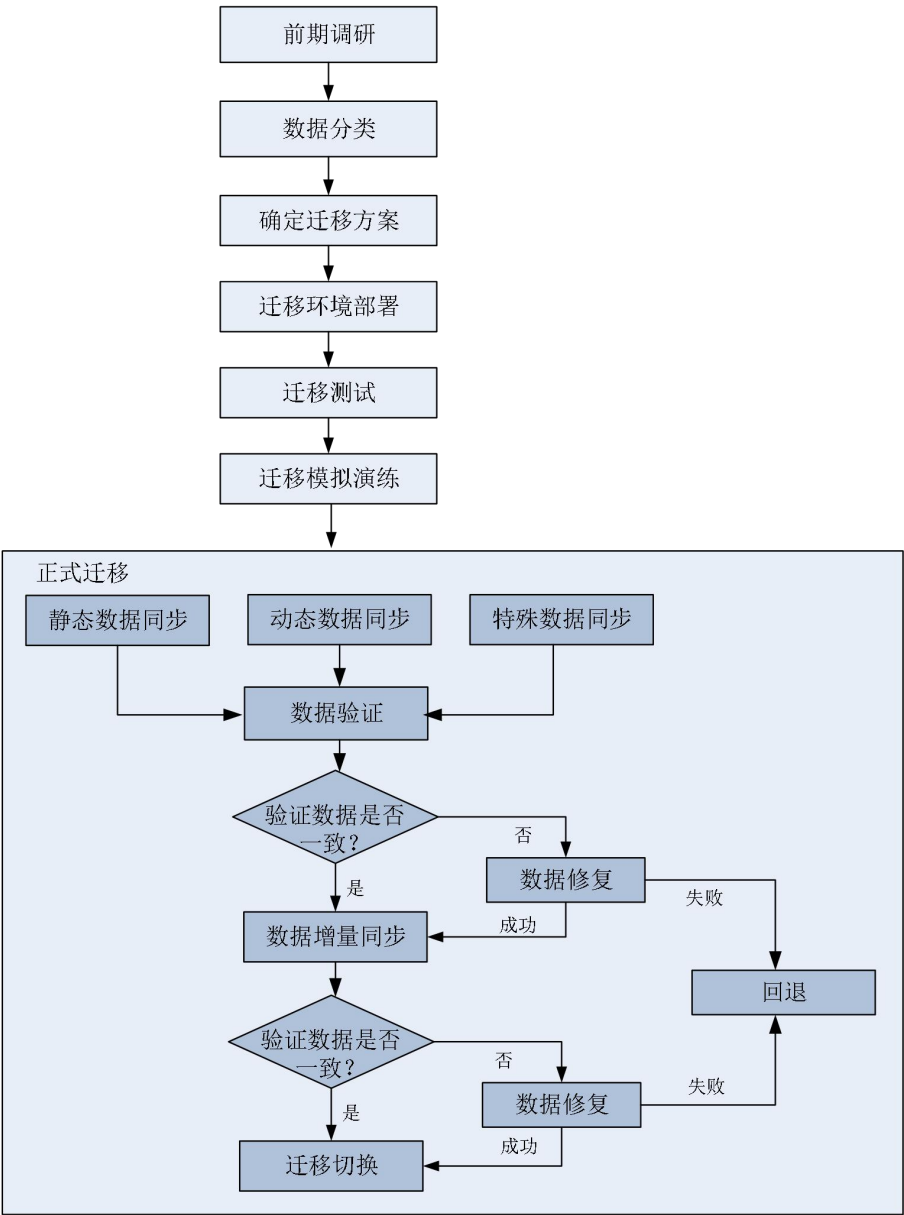 前期调研
数据分类
确定迁移方案
迁移环境部署
迁移测试
迁移模拟演练
正式迁移
静态数据同步
动态数据同步
特殊数据同步
数据验证
验证数据是否
一致？
否
是
数据修复
失败
成功
数据增量同步
回退
验证数据是否
一致？
否
是
数据修复
失败
成功
迁移切换